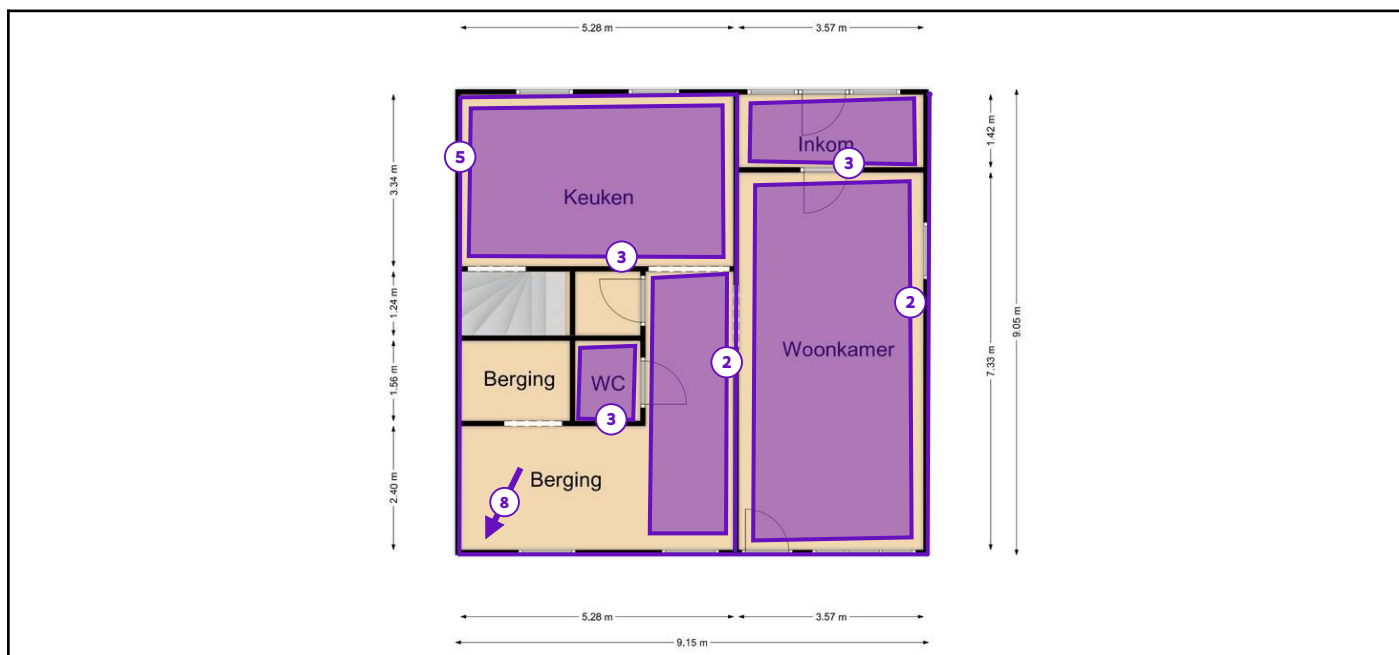 5.28 m
3.57 m
5
3.34 m
Keuken
Inkom
3
1.42 m
9.05 m
3
2
1.24 m
2
Woonkamer
7.33 m
1.56 m
Berging
WC
3
2.40 m
Berging
8
5.28 m
3.57 m
9.15 m